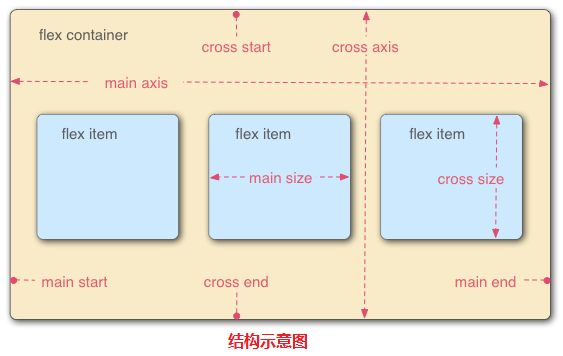 flex container
cross start
cross axis
main axis
flex item
flex item
flex item
main size
cross size
main start
cross end
main end
结构示意图